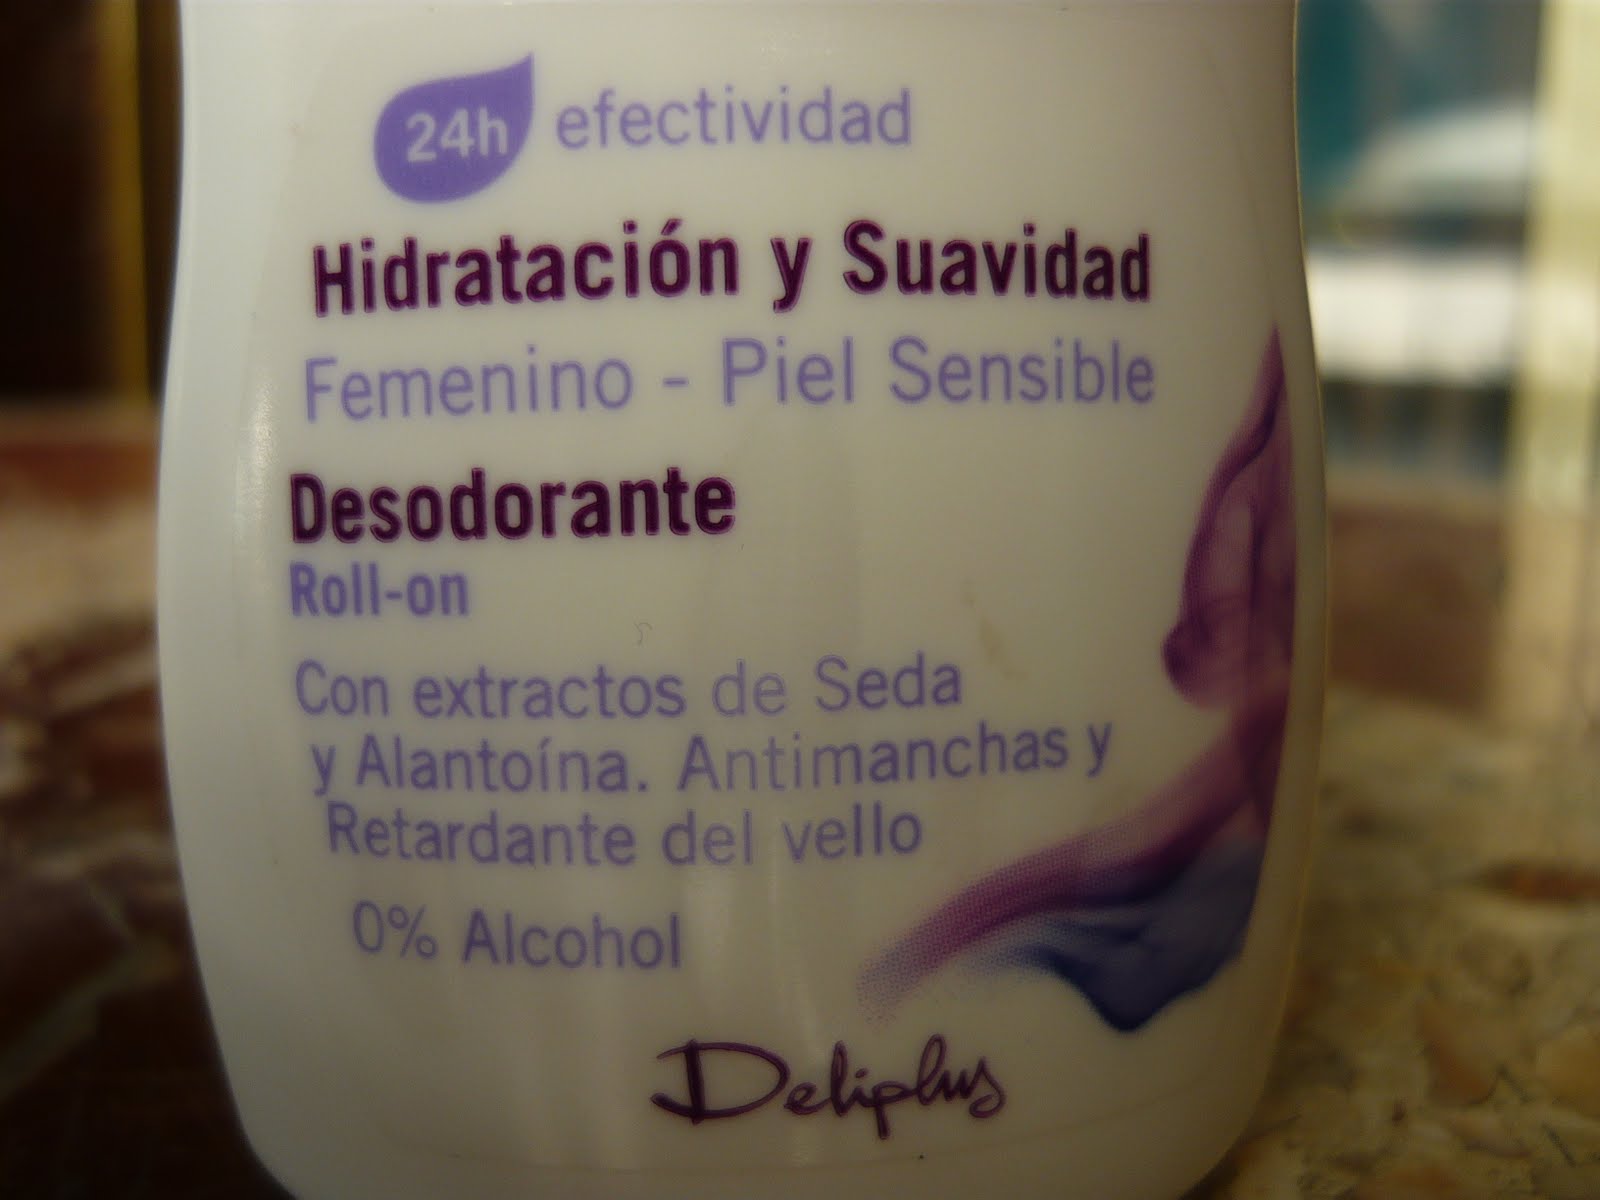 24h efectividad
Hidratación y Suavidad
Femenino - Piel Sensible
Desodorante
Roll-on
Con extractos de Seda
y Alantoína. Antimanchas y
Retardante del vello
0% Alcohol
Deliplus